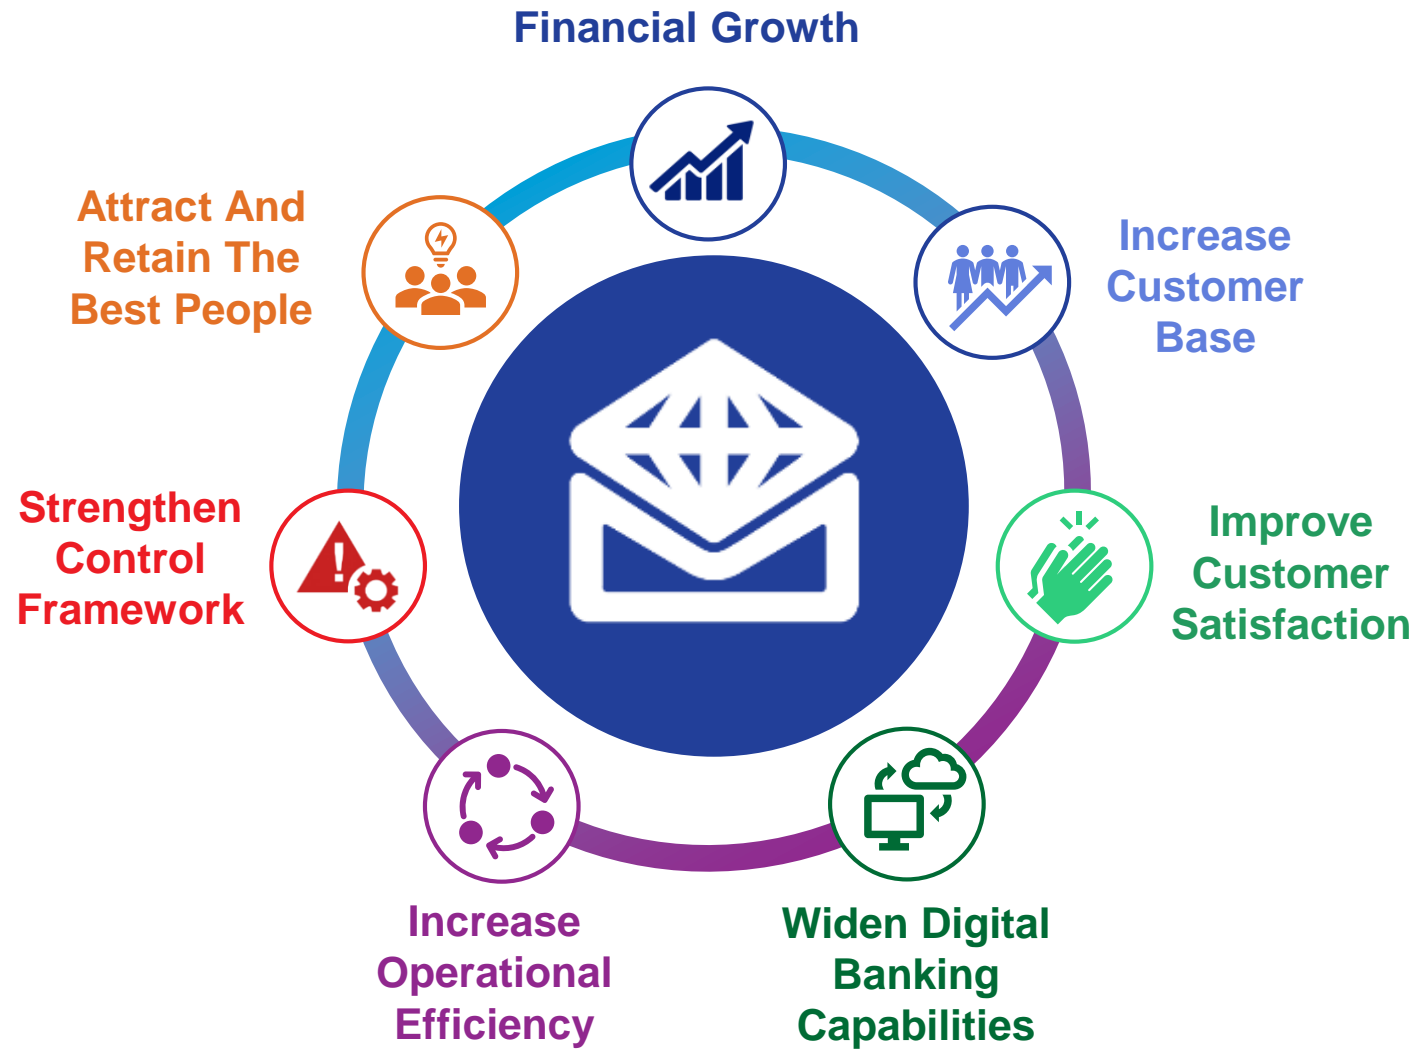 Financial Growth
Increase
Customer
Base
Improve
Customer
Satisfaction
Widen Digital
Banking
Capabilities
Increase
Operational
Efficiency
Strengthen
Control
Framework
Attract And
Retain The
Best People